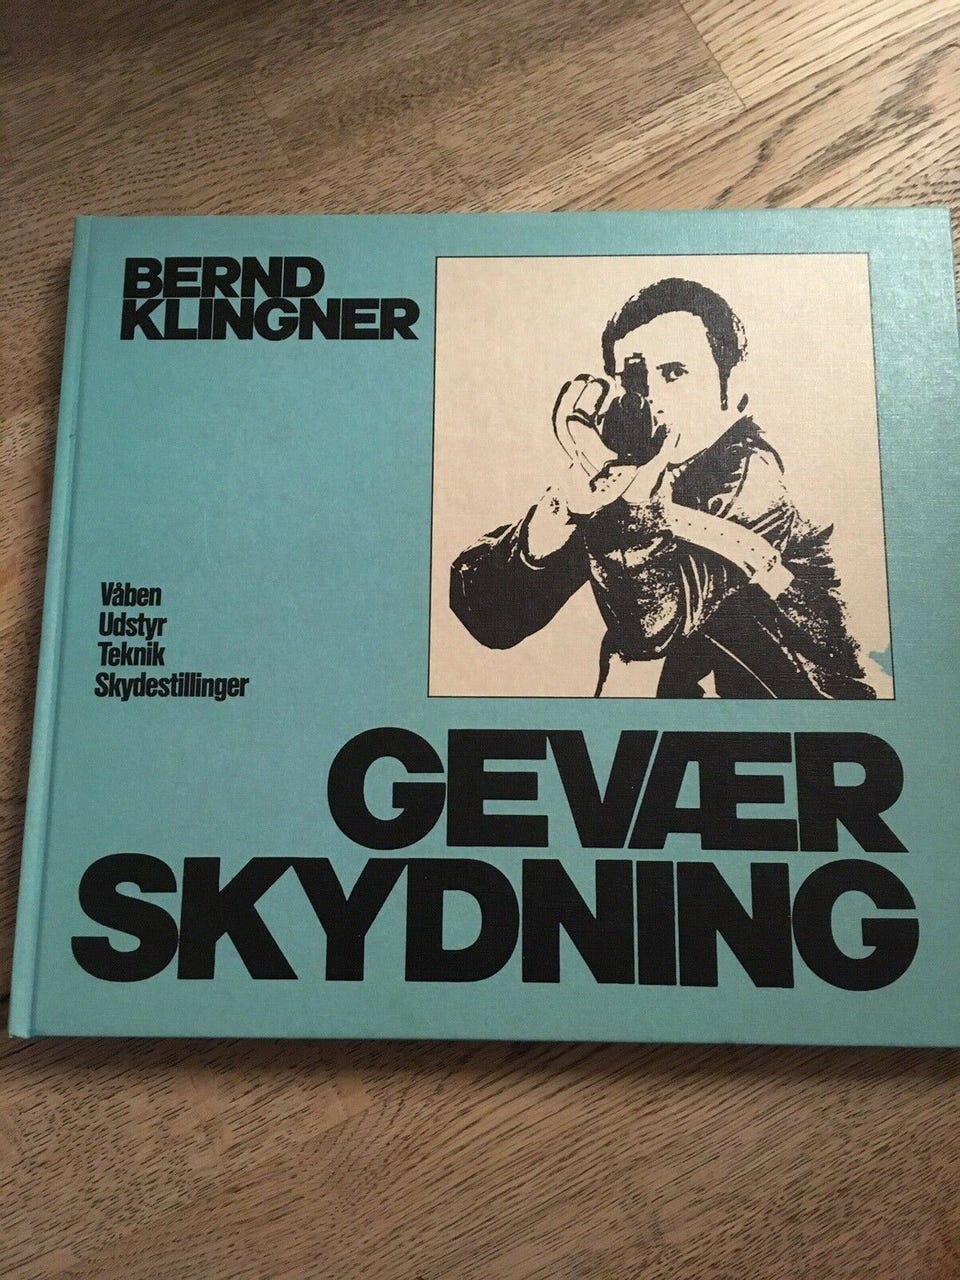 BERND
KLINGNER
Våben
Udstyr
Teknik
Skydestillinger
GEVÆR
SKYDNING